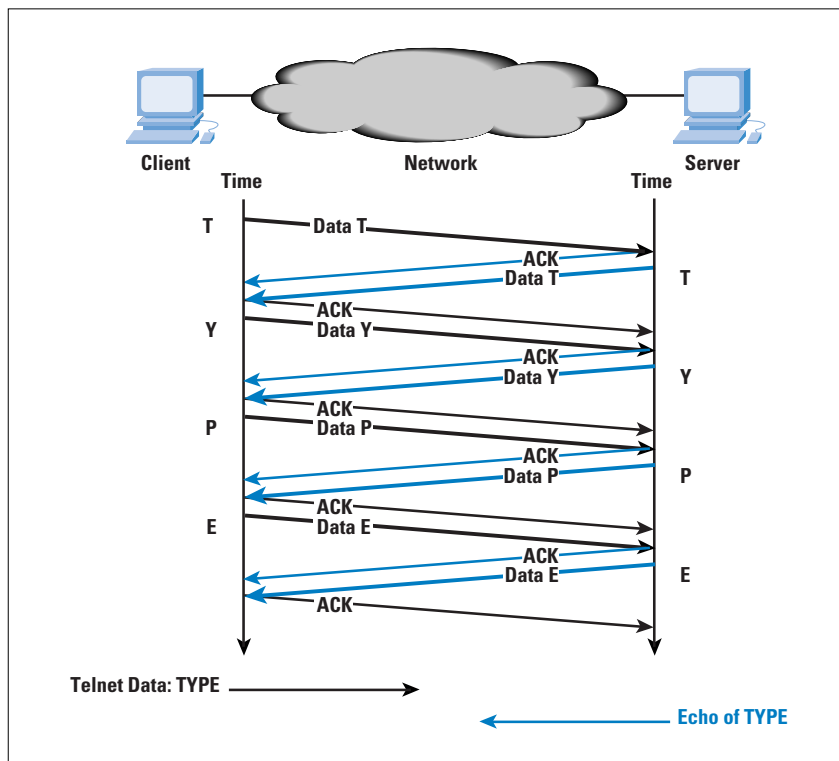 Client Network Server
Time Time
T Data T
ACK
Data T T
ACK
Y Data Y
ACK
Data Y Y
ACK
P Data P
ACK
Data P P
ACK
E Data E
ACK
Data E E
ACK
Telnet Data: TYPE
Echo of TYPE